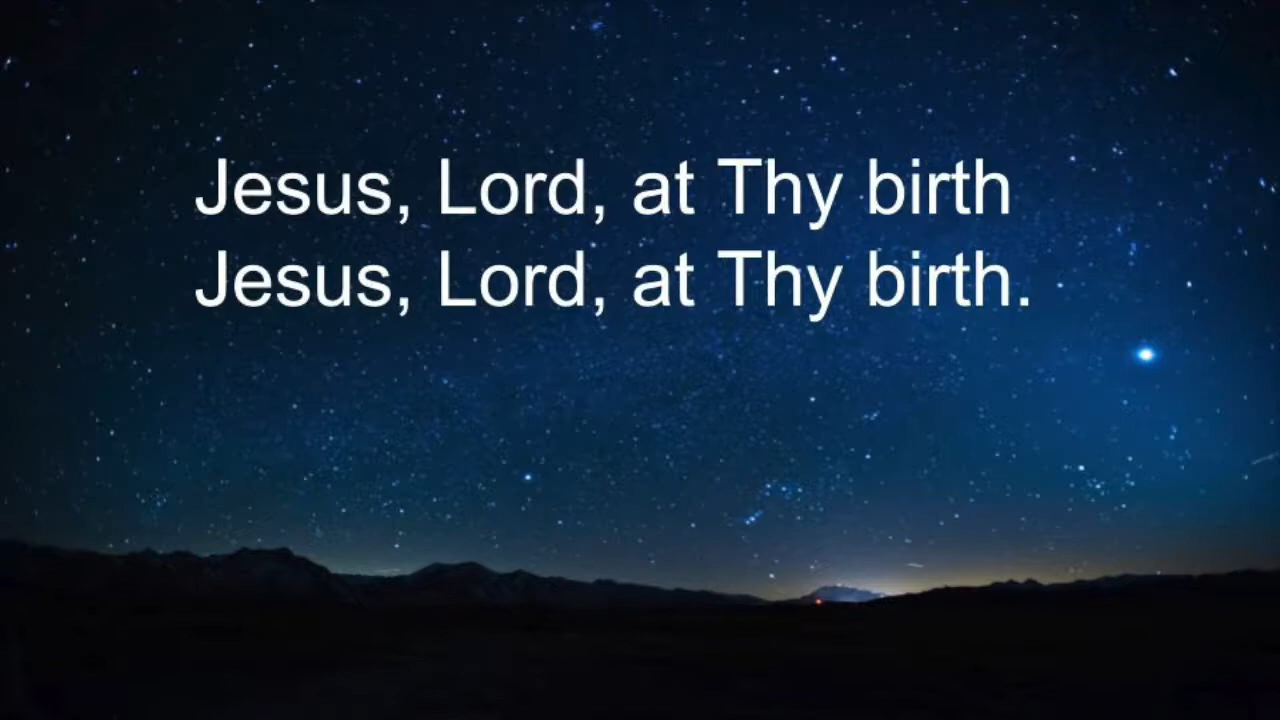 Jesus, Lord, at Thy birth
Jesus, Lord, at Thy birth.